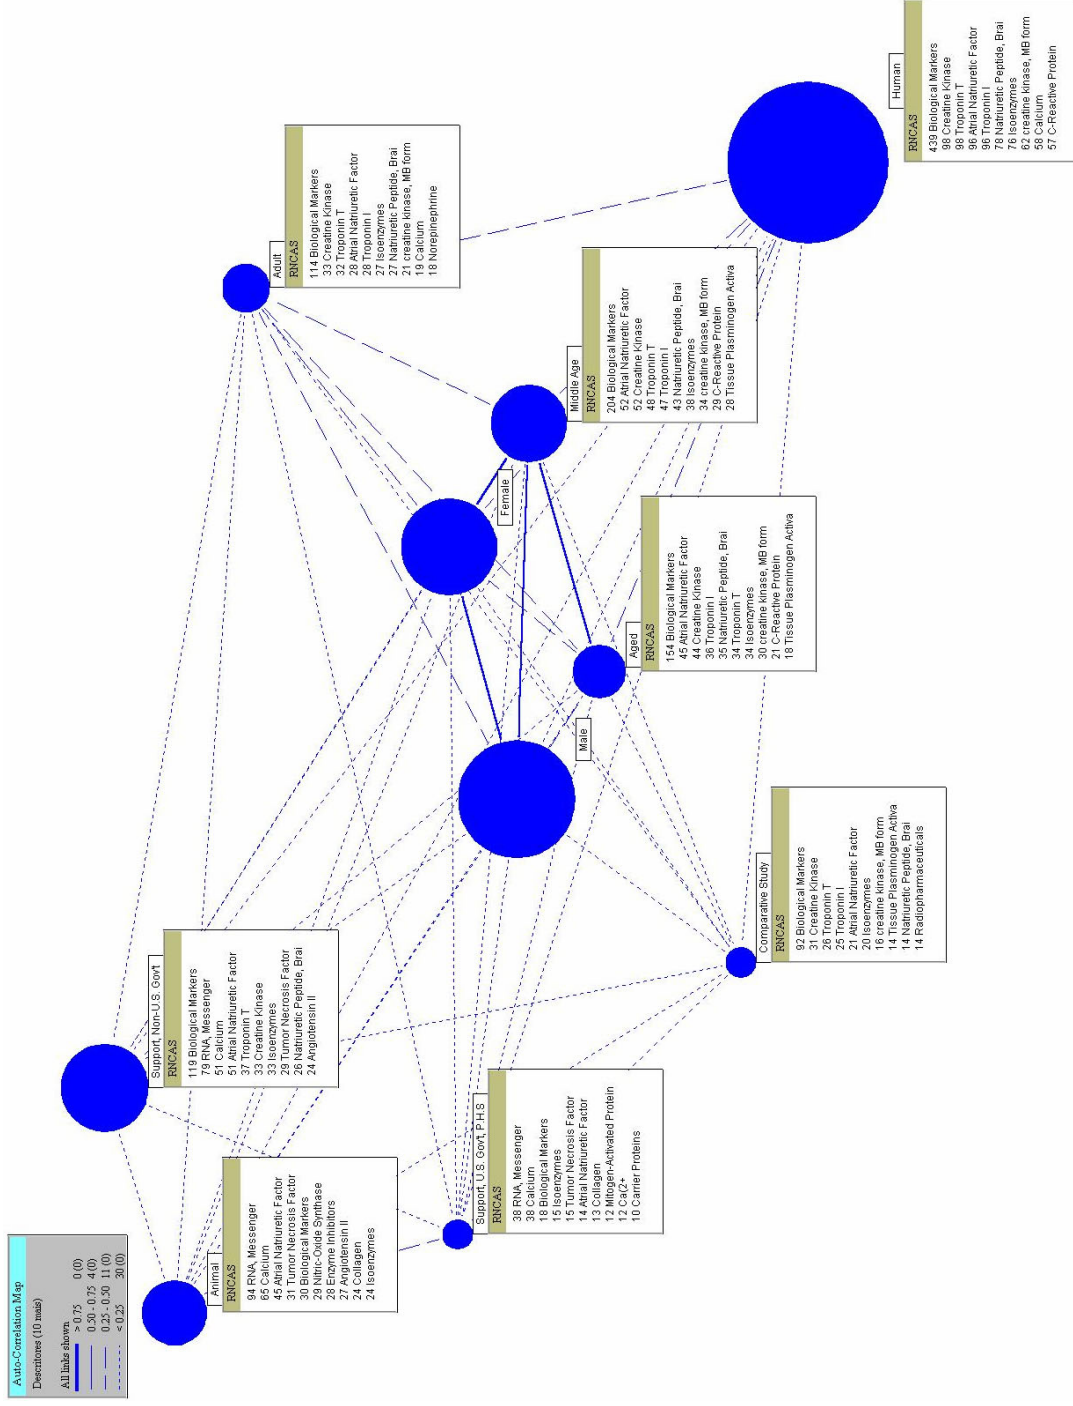 Auto-Correlation Map
Descritores (10 mais)
All links shown
> 0.75 0 (0)
0.50 - 0.75 4 (0)
0.25 - 0.50 11 (0)
< 0.25 30 (0)
Animal
RNCAS
94 RNA, Messenger
65 Calcium
45 Atrial Natriuretic Factor
31 Tumor Necrosis Factor
30 Biological Markers
29 Nitric-Oxide Synthase
28 Enzyme Inhibitors
27 Angiotensin II
24 Collagen
24 Isoenzymes
Support, Non-U.S. Gov't
RNCAS
119 Biological Markers
79 RNA, Messenger
51 Calcium
51 Atrial Natriuretic Factor
37 Troponin T
33 Creatine Kinase
33 Isoenzymes
29 Tumor Necrosis Factor
26 Natriuretic Peptide, Brai
24 Angiotensin II
Support, U.S. Gov't, P.H.S
RNCAS
38 RNA, Messenger
38 Calcium
18 Biological Markers
15 Isoenzymes
15 Tumor Necrosis Factor
14 Atrial Natriuretic Factor
13 Collagen
12 Mitogen-Activated Protein
12 Ca(2+
10 Carrier Proteins
Comparative Study
RNCAS
92 Biological Markers
31 Creatine Kinase
26 Troponin T
25 Troponin I
21 Atrial Natriuretic Factor
20 Isoenzymes
16 creatine kinase, MB form
14 Tissue Plasminogen Activa
14 Natriuretic Peptide, Brai
14 Radiopharmaceuticals
Male
Aged
RNCAS
154 Biological Markers
45 Atrial Natriuretic Factor
44 Creatine Kinase
36 Troponin I
35 Natriuretic Peptide, Brai
34 Troponin T
34 Isoenzymes
30 creatine kinase, MB form
21 C-Reactive Protein
18 Tissue Plasminogen Activa
Female
Middle Age
RNCAS
204 Biological Markers
52 Atrial Natriuretic Factor
52 Creatine Kinase
48 Troponin T
47 Troponin I
43 Natriuretic Peptide, Brai
38 Isoenzymes
34 creatine kinase, MB form
29 C-Reactive Protein
28 Tissue Plasminogen Activa
Adult
RNCAS
114 Biological Markers
33 Creatine Kinase
32 Troponin T
28 Atrial Natriuretic Factor
28 Troponin I
27 Isoenzymes
27 Natriuretic Peptide, Brai
21 creatine kinase, MB form
19 Calcium
18 Norepinephrine
Human
RNCAS
439 Biological Markers
98 Creatine Kinase
98 Troponin T
96 Atrial Natriuretic Factor
96 Troponin I
78 Natriuretic Peptide, Brai
76 Isoenzymes
62 creatine kinase, MB form
58 Calcium
57 C-Reactive Protein